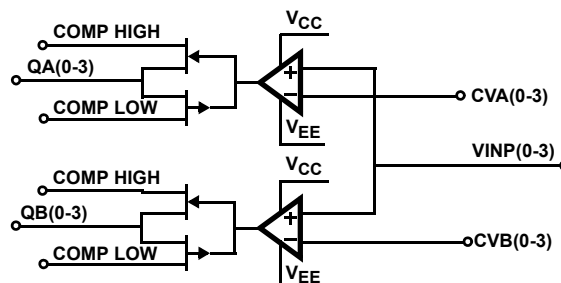 COMP HIGH
VCC
QA(0-3)
+
−
CVA(0-3)
COMP LOW
VEE
VINP(0-3)
COMP HIGH
VCC
QB(0-3)
+
−
CVB(0-3)
COMP LOW
VEE